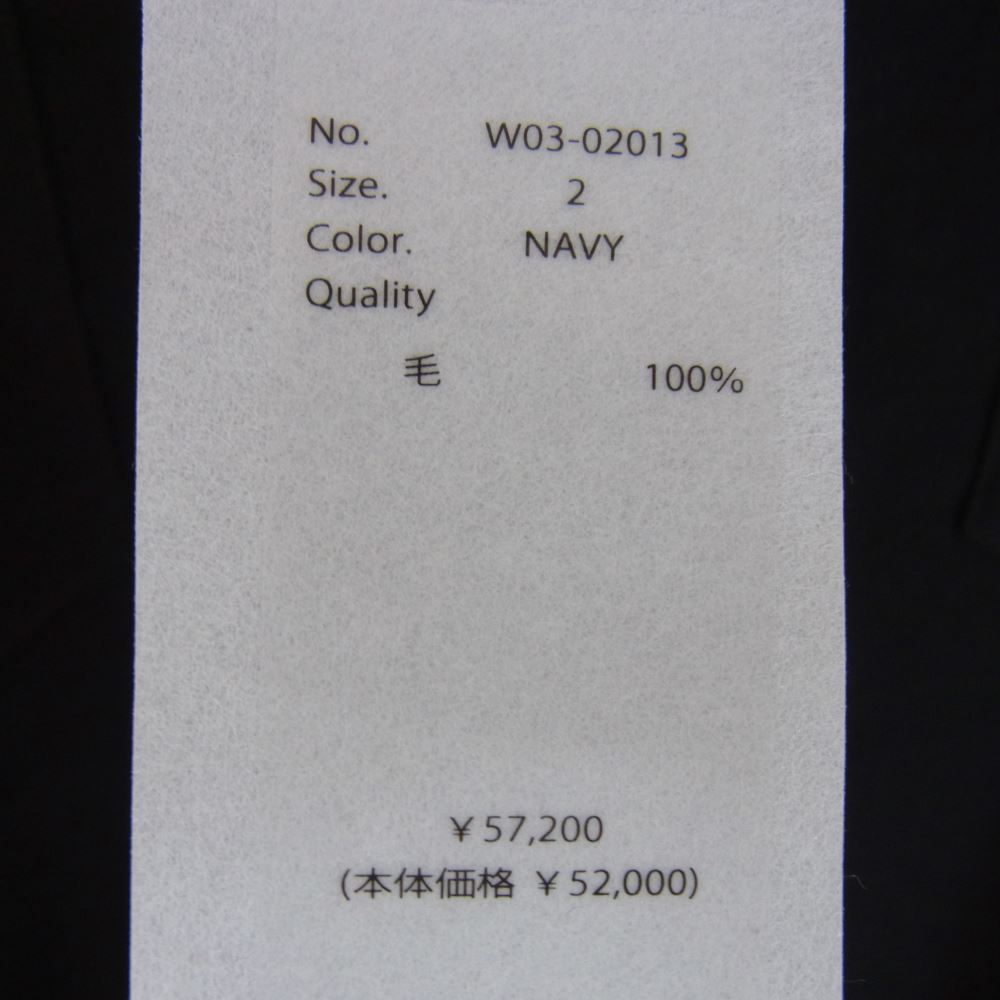 No. W03-02013
Size. 2
Color. NAVY
Quality
毛 100%
¥57,200
(本体価格 ¥52,000)